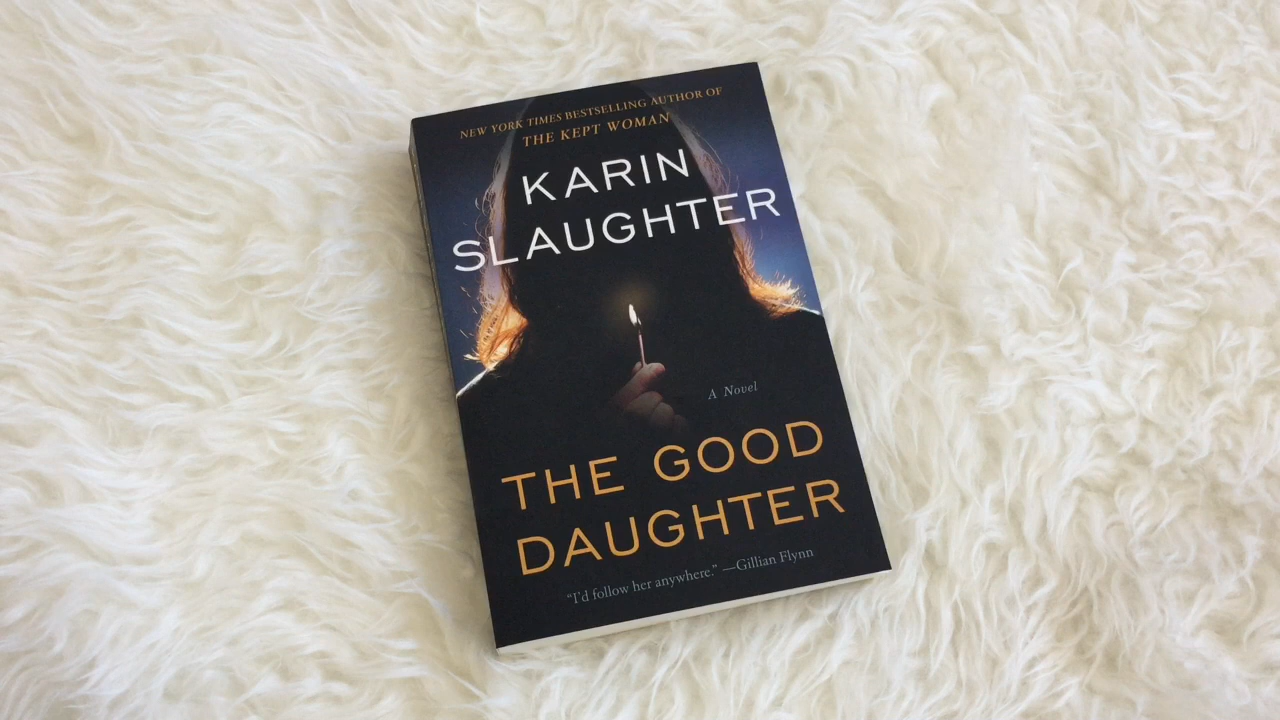 NEW YORK TIMES BESTSELLING AUTHOR OF
THE KEPT WOMAN
KARIN
SLAUGHTER
A Novel
THE GOOD
DAUGHTER
“I’d follow her anywhere.” —Gillian Flynn